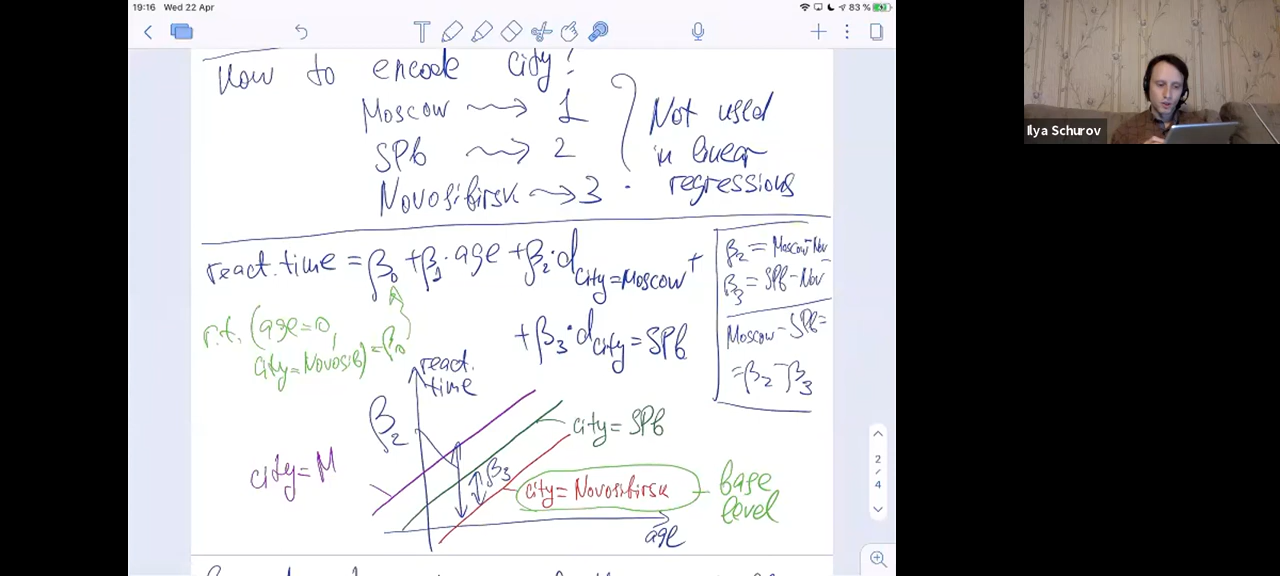 19:16 Wed 22 Apr
83 %
How to encode city?
Moscow → 1
SPb → 2
Novosibirsk → 3
Not used
in linear
regressions
react.time = β0 + β1·age + β2·d city=Moscow +
+ β3·d city=SPb
β2 = Moscow-Nov
β3 = SPb-Nov
Moscow-SPb=
=β2-β3
r.t. (age=0,
city=Novosib)=β0
react.
time
β2
β3
city=SPb
city=M
city=Novosibirsk
base
level
age
2
/
4
Ilya Schurov